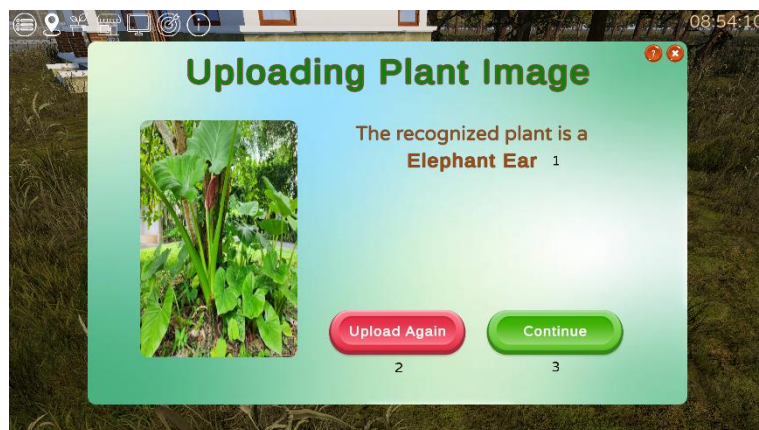 08:54:10
?
Uploading Plant Image
The recognized plant is a
Elephant Ear 1
Upload Again
Continue
2
3